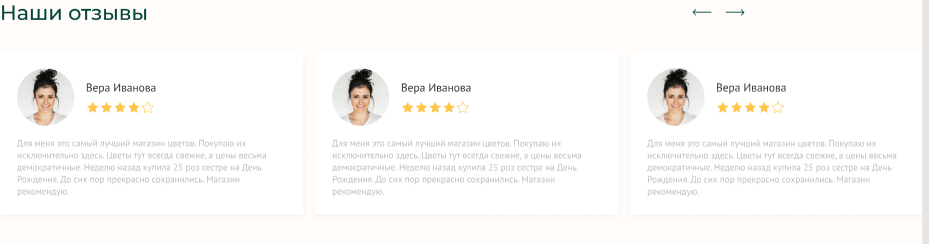 Наши отзывы
Вера Иванова
Для меня это самый лучший магазин цветов. Покупаю их
исключительно здесь. Цветы тут всегда свежие, а цены весьма
демократичные. Неделю назад купила 25 роз сестре на День
Рождения. До сих пор прекрасно сохранились. Магазин
рекомендую.
Вера Иванова
Для меня это самый лучший магазин цветов. Покупаю их
исключительно здесь. Цветы тут всегда свежие, а цены весьма
демократичные. Неделю назад купила 25 роз сестре на День
Рождения. До сих пор прекрасно сохранились. Магазин
рекомендую.
Вера Иванова
Для меня это самый лучший магазин цветов. Покупаю их
исключительно здесь. Цветы тут всегда свежие, а цены весьма
демократичные. Неделю назад купила 25 роз сестре на День
Рождения. До сих пор прекрасно сохранились. Магазин
рекомендую.